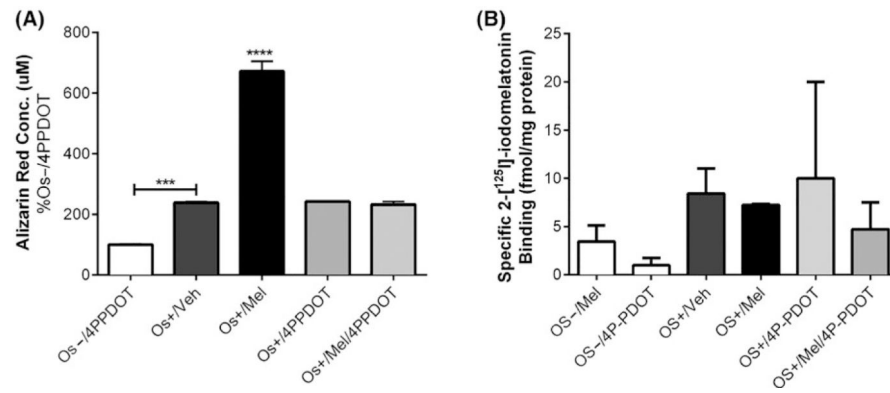 (A)
Alizarin Red Conc. (uM)
%Os–/4PPDOT
800
600
400
200
0
***
****
Os–/4PPDOT
Os+/Veh
Os+/Mel
Os+/4PPDOT
Os+/Mel/4PPDOT
(B)
Specific 2-[¹²⁵I]-iodomelatonin
Binding (fmol/mg protein)
25
20
15
10
5
0
OS–/Mel
OS–/4P-PDOT
OS+/Veh
OS+/Mel
OS+/4P-PDOT
OS+/Mel/4P-PDOT